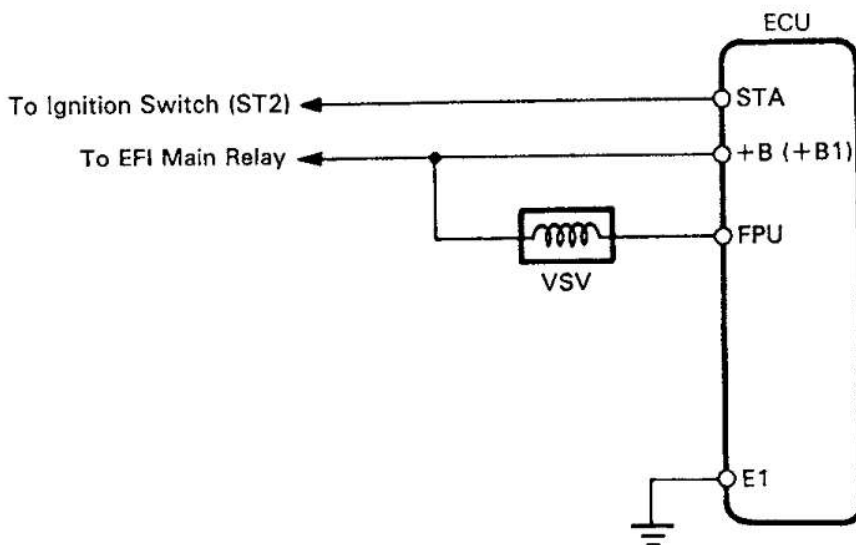 ECU
To Ignition Switch (ST2)
STA
To EFI Main Relay
+B (+B1)
FPU
VSV
E1